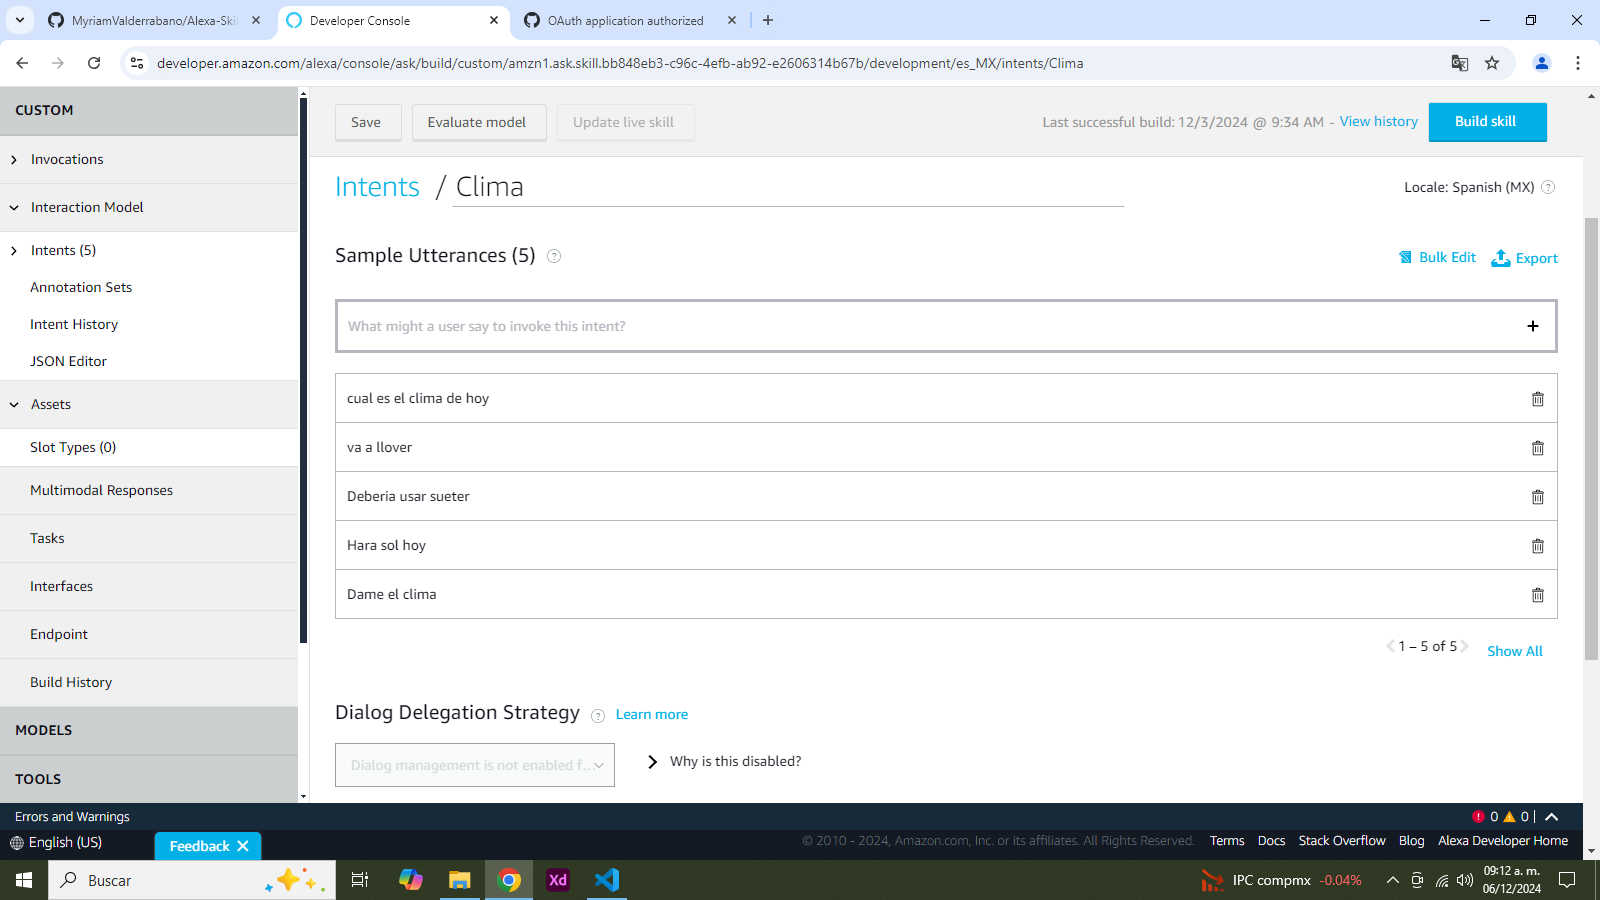 MyriamValderrabano/Alexa-Ski
Developer Console
OAuth application authorized
developer.amazon.com/alexa/console/ask/build/custom/amzn1.ask.skill.bb848eb3-c96c-4efb-ab92-e2606314b67b/development/es_MX/intents/Clima
CUSTOM
Invocations
Interaction Model
Intents (5)
Annotation Sets
Intent History
JSON Editor
Assets
Slot Types (0)
Multimodal Responses
Tasks
Interfaces
Endpoint
Build History
MODELS
TOOLS
Save
Evaluate model
Update live skill
Last successful build: 12/3/2024 @ 9:34 AM - View history
Build skill
Intents / Clima
Locale: Spanish (MX)
Sample Utterances (5)
Bulk Edit
Export
What might a user say to invoke this intent?
cual es el clima de hoy
va a llover
Deberia usar sueter
Hara sol hoy
Dame el clima
1 – 5 of 5
Show All
Dialog Delegation Strategy
Learn more
Dialog management is not enabled f...
Why is this disabled?
Errors and Warnings
0
0
English (US)
Feedback
© 2010 - 2024, Amazon.com, Inc. or its affiliates. All Rights Reserved.
Terms
Docs
Stack Overflow
Blog
Alexa Developer Home
Buscar
Xd
IPC compmx -0.04%
09:12 a. m.
06/12/2024